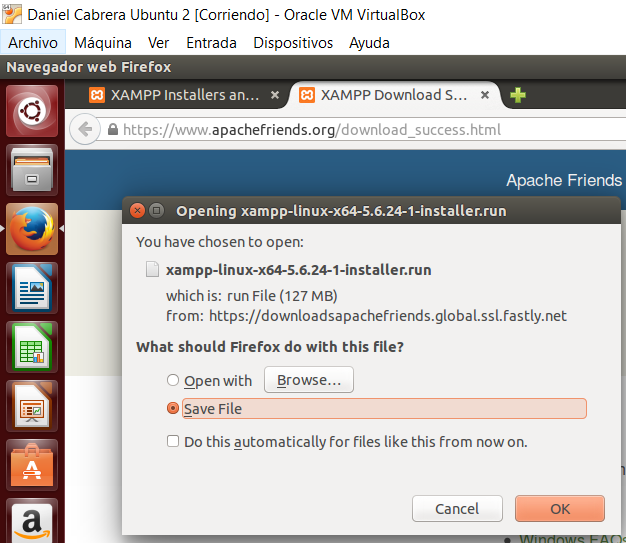 Daniel Cabrera Ubuntu 2 [Corriendo] - Oracle VM VirtualBox
Archivo Máquina Ver Entrada Dispositivos Ayuda
Navegador web Firefox
XAMPP Installers an... XAMPP Download S...
https://www.apachefriends.org/download_success.html
Apache Friends
Opening xampp-linux-x64-5.6.24-1-installer.run
You have chosen to open:
xampp-linux-x64-5.6.24-1-installer.run
which is: run File (127 MB)
from: https://downloadsapachefriends.global.ssl.fastly.net
What should Firefox do with this file?
Open with Browse...
Save File
Do this automatically for files like this from now on.
Cancel OK
Windows FAQs